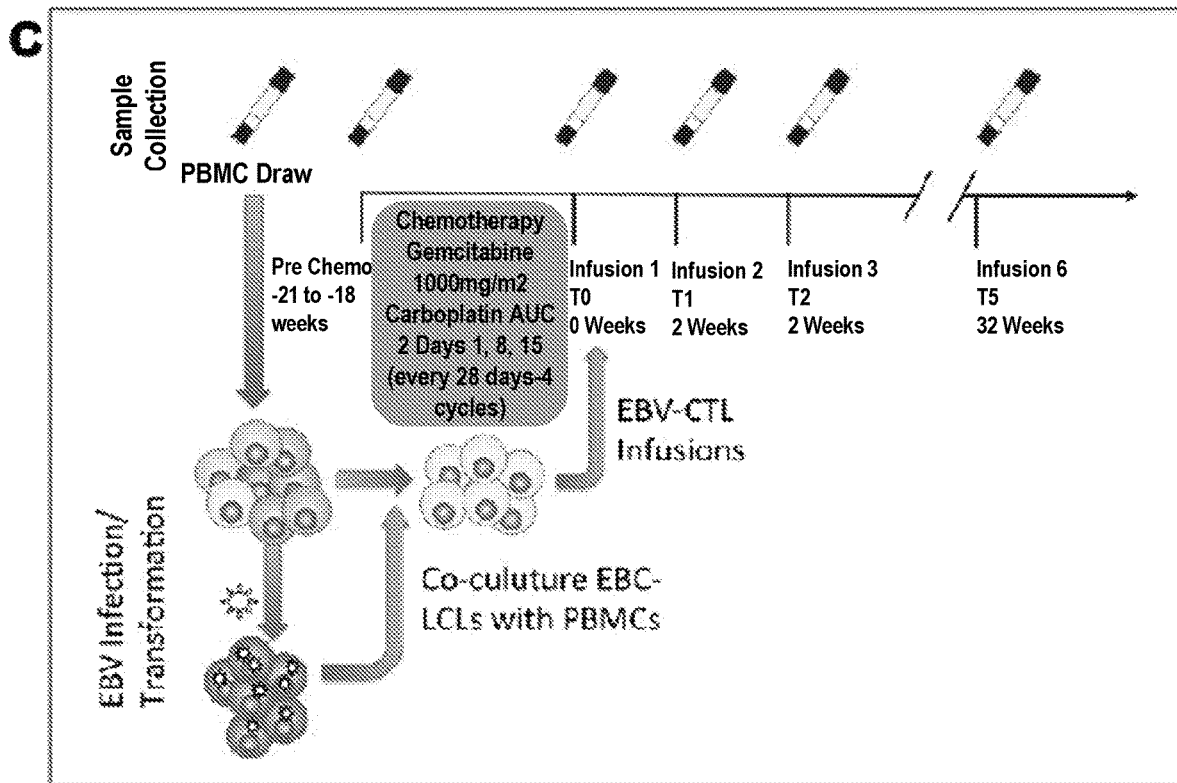 C
Sample
Collection
PBMC Draw
Pre Chemo
-21 to -18
weeks
Chemotherapy
Gemcitabine
1000mg/m2
Carboplatin AUC
2 Days 1, 8, 15
(every 28 days-4
cycles)
Infusion 1
T0
0 Weeks
Infusion 2
T1
2 Weeks
Infusion 3
T2
2 Weeks
Infusion 6
T5
32 Weeks
EBV-CTL
Infusions
Co-culuture EBC-
LCLs with PBMCs
EBV Infection/
Transformation